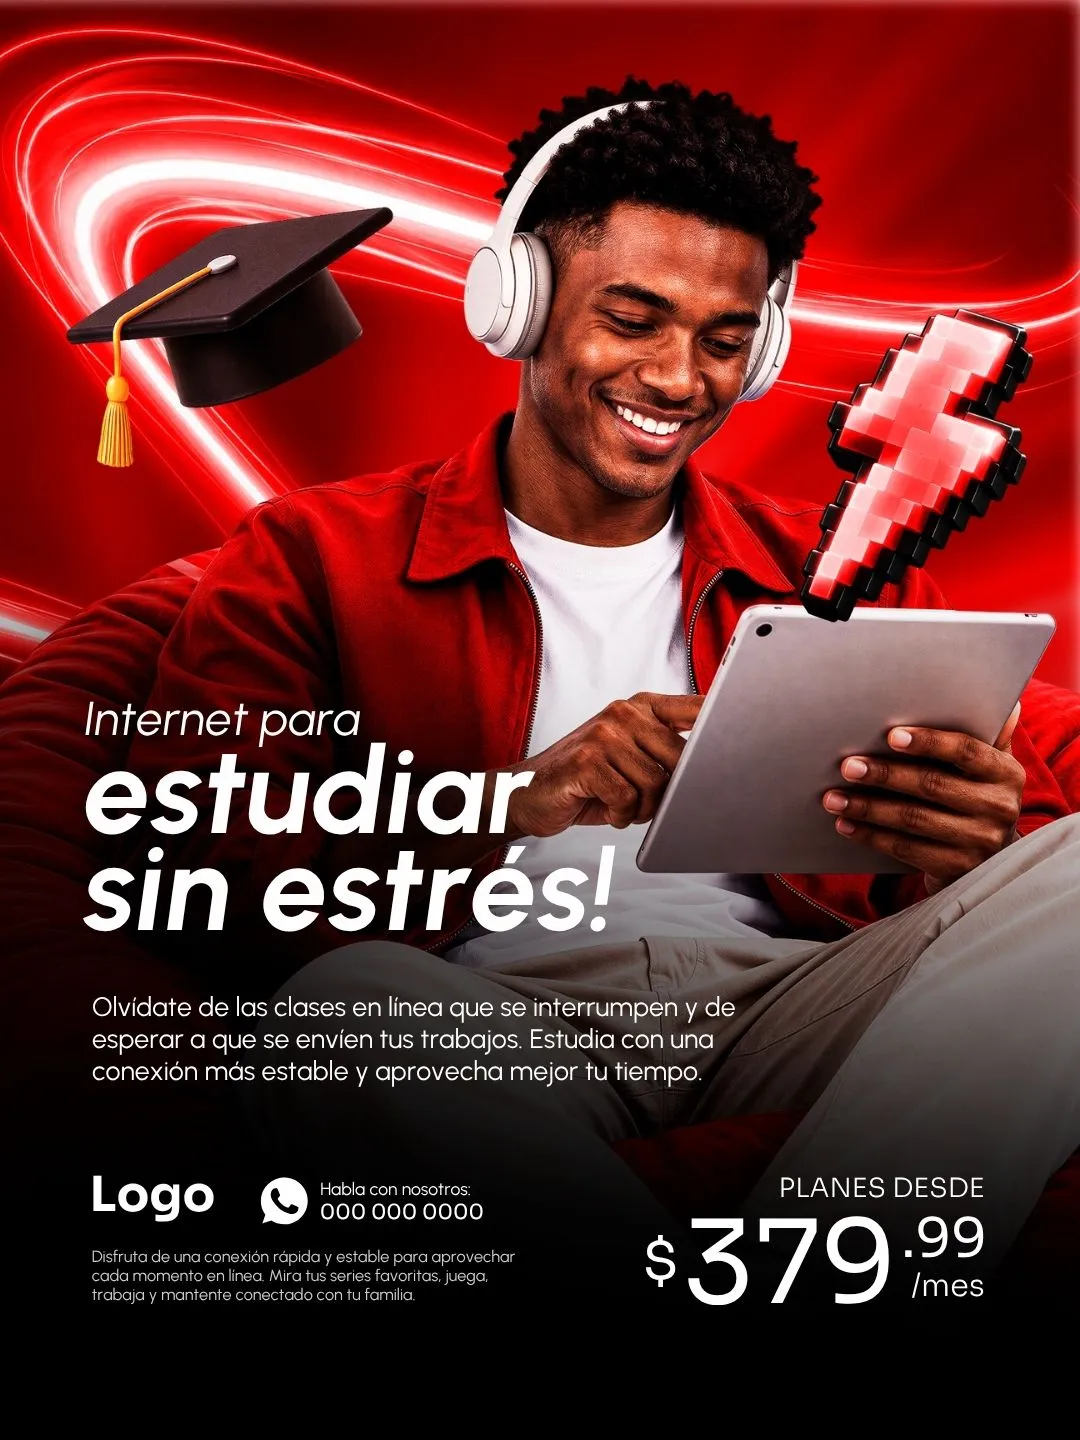 Internet para
estudiar
sin estrés!
Olvídate de las clases en línea que se interrumpen y de
esperar a que se envíen tus trabajos. Estudia con una
conexión más estable y aprovecha mejor tu tiempo.
Logo
Habla con nosotros:
000 000 0000
Disfruta de una conexión rápida y estable para aprovechar
cada momento en línea. Mira tus series favoritas, juega,
trabaja y mantente conectado con tu familia.
PLANES DESDE
$379.99
/mes